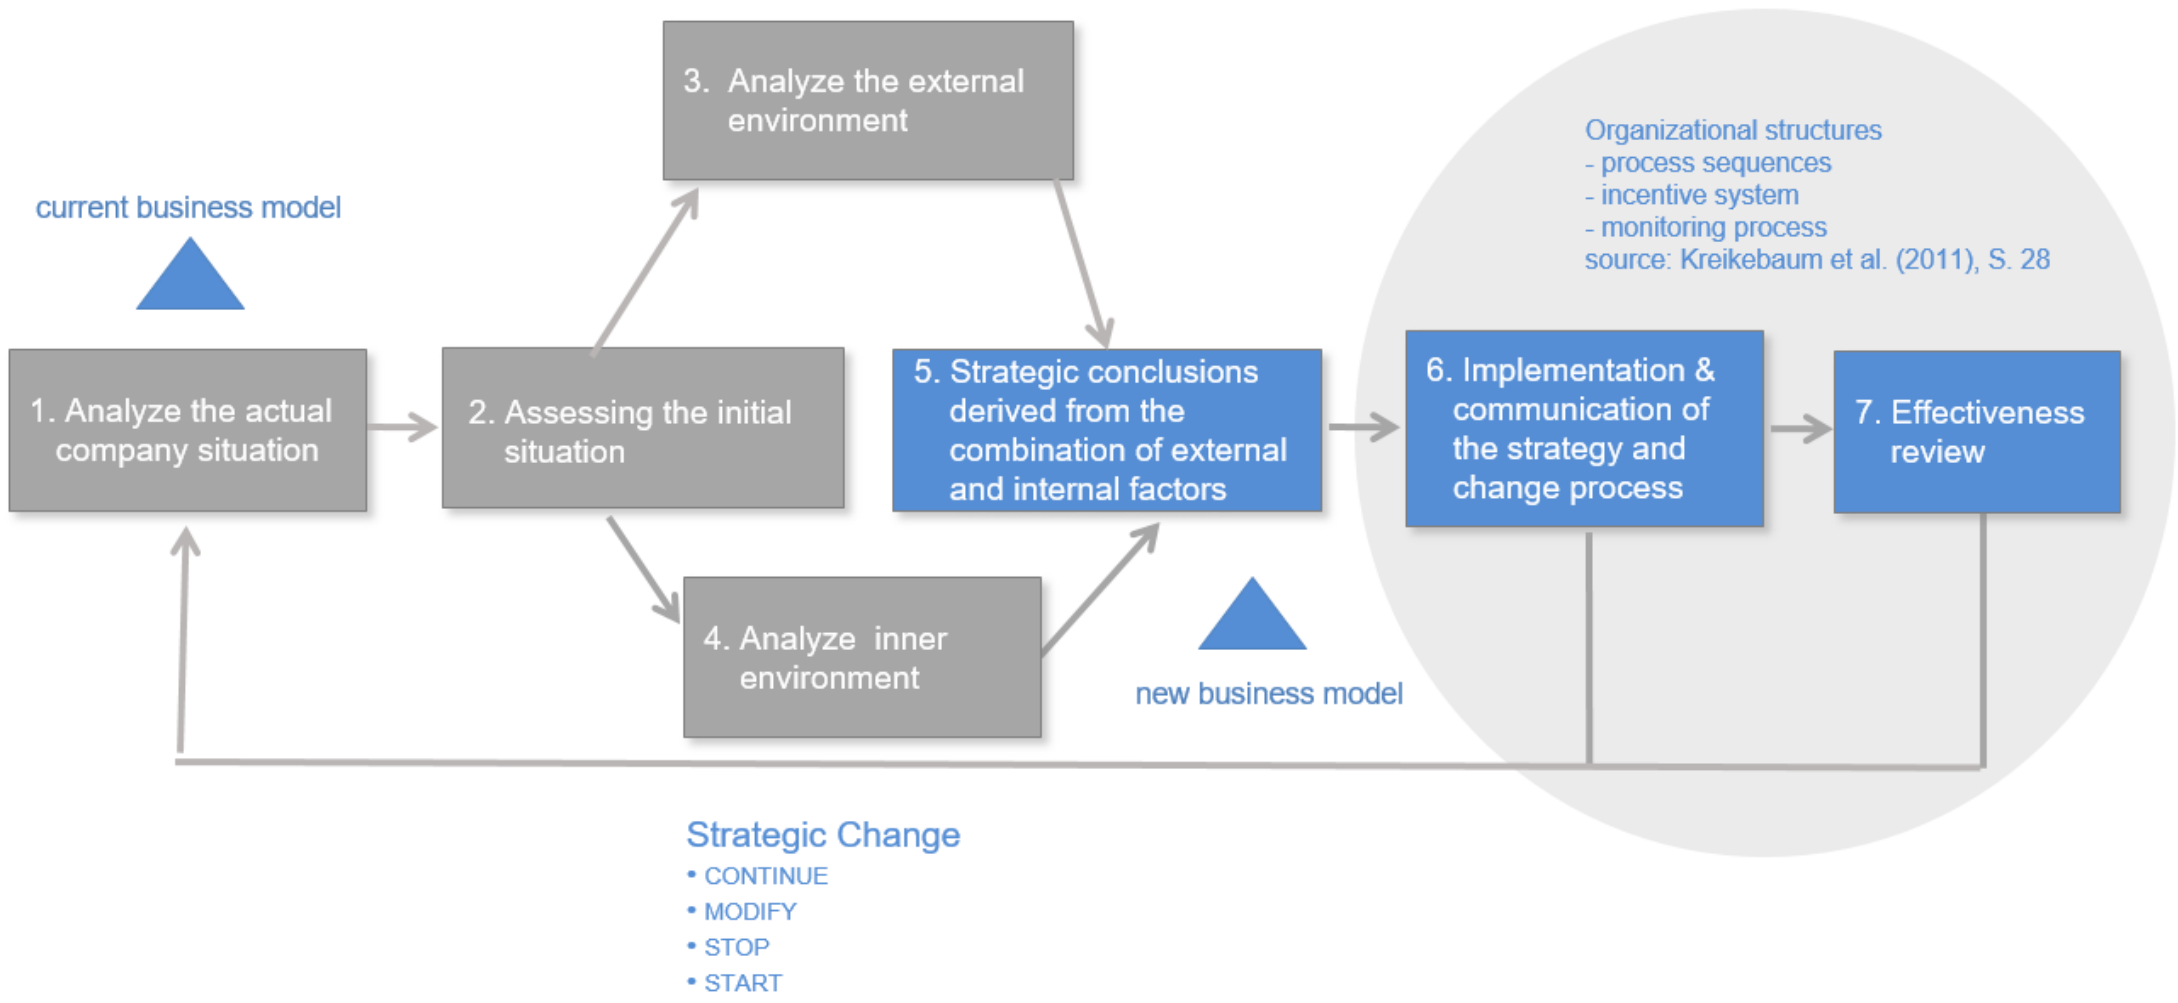 3. Analyze the external
environment
Organizational structures
- process sequences
- incentive system
- monitoring process
source: Kreikebaum et al. (2011), S. 28
current business model
1. Analyze the actual
company situation
2. Assessing the initial
situation
5. Strategic conclusions
derived from the
combination of external
and internal factors
6. Implementation &
communication of
the strategy and
change process
7. Effectiveness
review
4. Analyze inner
environment
new business model
Strategic Change
• CONTINUE
• MODIFY
• STOP
• START